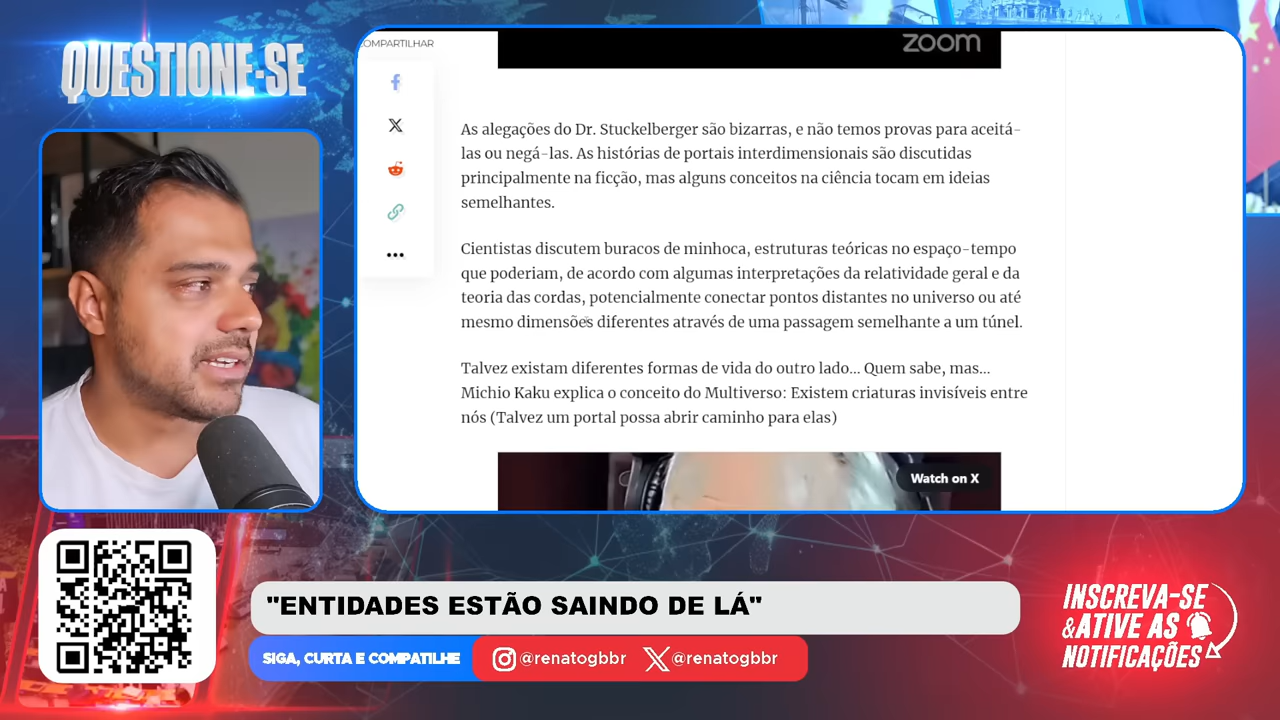 QUESTIONE-SE
COMPARTILHAR
zoom
As alegações do Dr. Stuckelberger são bizarras, e não temos provas para aceitá-
las ou negá-las. As histórias de portais interdimensionais são discutidas
principalmente na ficção, mas alguns conceitos na ciência tocam em ideias
semelhantes.
Cientistas discutem buracos de minhoca, estruturas teóricas no espaço-tempo
que poderiam, de acordo com algumas interpretações da relatividade geral e da
teoria das cordas, potencialmente conectar pontos distantes no universo ou até
mesmo dimensões diferentes através de uma passagem semelhante a um túnel.
Talvez existam diferentes formas de vida do outro lado... Quem sabe, mas...
Michio Kaku explica o conceito do Multiverso: Existem criaturas invisíveis entre
nós (Talvez um portal possa abrir caminho para elas)
Watch on X
"ENTIDADES ESTÃO SAINDO DE LÁ"
SIGA, CURTA E COMPATILHE
@renatogbbr
@renatogbbr
INSCREVA-SE
&ATIVE AS
NOTIFICAÇÕES